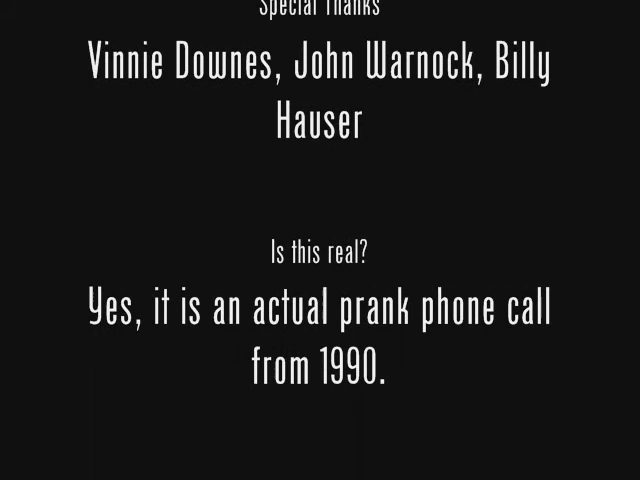 Special Thanks
Vinnie Downes, John Warnock, Billy
Hauser
Is this real?
Yes, it is an actual prank phone call
from 1990.